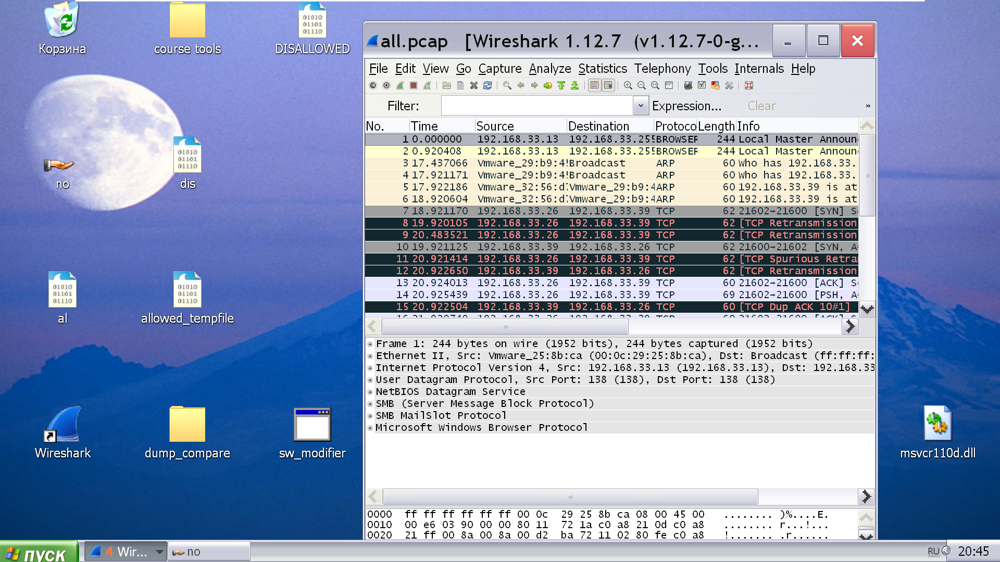 Корзина
course tools
DISALLOWED
no
dis
al
allowed_tempfile
Wireshark
dump_compare
sw_modifier
msvcr110d.dll
all.pcap [Wireshark 1.12.7 (v1.12.7-0-g...
File Edit View Go Capture Analyze Statistics Telephony Tools Internals Help
Filter: Expression... Clear »
No. Time Source Destination Protoco Length Info
1 0.000000 192.168.33.13 192.168.33.255 BROWSER 244 Local Master Announ
2 0.920408 192.168.33.13 192.168.33.255 BROWSER 244 Local Master Announ
3 17.437066 Vmware_29:b9:4 Broadcast ARP 60 Who has 192.168.33.
4 17.921171 Vmware_29:b9:4 Broadcast ARP 60 Who has 192.168.33.
5 17.922186 Vmware_32:56:d Vmware_29:b9:4 ARP 60 192.168.33.39 is at
6 18.920604 Vmware_32:56:d Vmware_29:b9:4 ARP 60 192.168.33.39 is at
7 18.921170 192.168.33.26 192.168.33.39 TCP 62 21602→21600 [SYN] S
8 19.920105 192.168.33.26 192.168.33.39 TCP 62 [TCP Retransmission
9 20.483521 192.168.33.26 192.168.33.39 TCP 62 [TCP Retransmission
10 19.921125 192.168.33.39 192.168.33.26 TCP 62 21600→21602 [SYN, A
11 20.921414 192.168.33.26 192.168.33.39 TCP 62 [TCP Spurious Retra
12 20.922650 192.168.33.39 192.168.33.26 TCP 62 [TCP Retransmission
13 20.924013 192.168.33.26 192.168.33.39 TCP 60 21602→21600 [ACK] S
14 20.925439 192.168.33.26 192.168.33.39 TCP 69 21602→21600 [PSH, A
15 20.922504 192.168.33.39 192.168.33.26 TCP 60 [TCP Dup ACK 10#1]
Frame 1: 244 bytes on wire (1952 bits), 244 bytes captured (1952 bits)
Ethernet II, Src: Vmware_25:8b:ca (00:0c:29:25:8b:ca), Dst: Broadcast (ff:ff:ff:
Internet Protocol Version 4, Src: 192.168.33.13 (192.168.33.13), Dst: 192.168.33
User Datagram Protocol, Src Port: 138 (138), Dst Port: 138 (138)
NetBIOS Datagram Service
SMB (Server Message Block Protocol)
SMB MailSlot Protocol
Microsoft Windows Browser Protocol
0000 ff ff ff ff ff ff 00 0c 29 25 8b ca 08 00 45 00 ........ )%....E.
0010 00 e6 03 90 00 00 80 11 72 1a c0 a8 21 0d c0 a8 ........ r...!...
0020 21 ff 00 8a 00 8a 00 d2 ba 72 11 02 80 fe c0 a8 !....... .r......
пуск
4 Wir...
no
RU
20:45